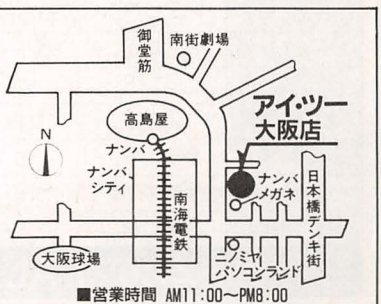 御堂筋
南街劇場
アイ・ツー
大阪店
高島屋
N
ナンバ
ナンバ
シティ
南海電鉄
ナンバ
メガネ
日本橋デンキ街
大阪球場
ニノミヤ
パソコンランド
■営業時間 AM11:00~PM8:00